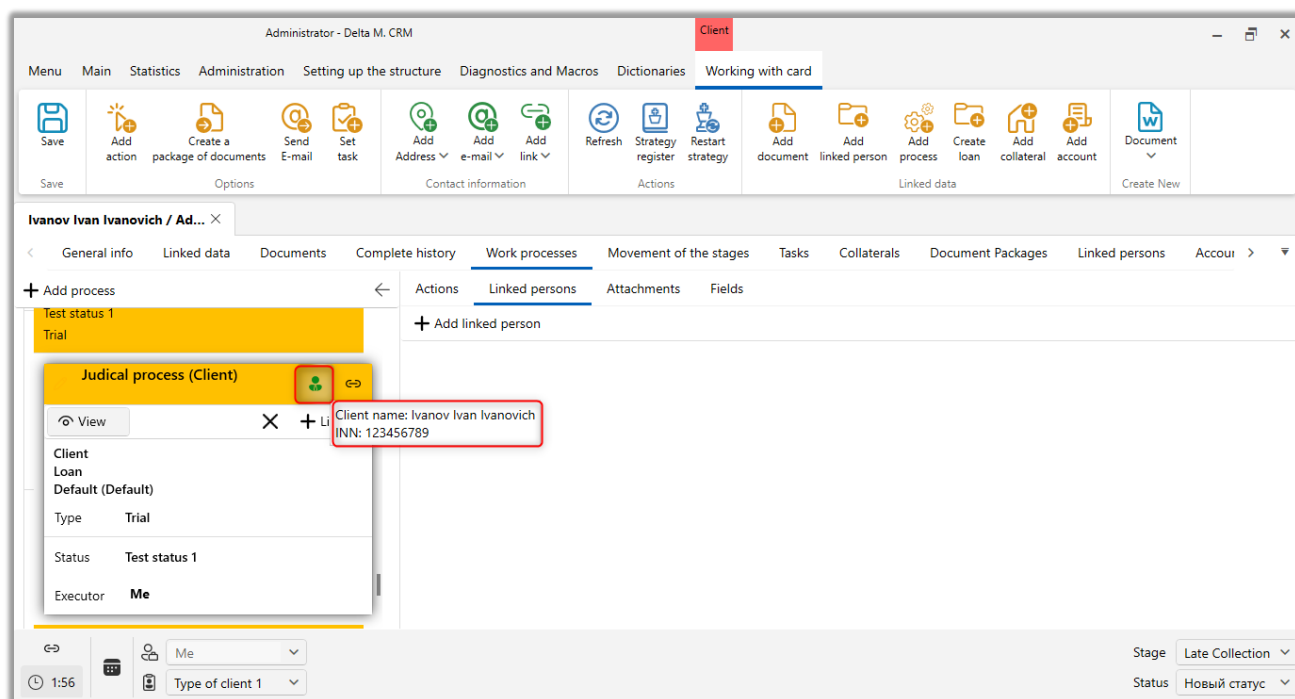 Administrator - Delta M. CRM
Client
Menu Main Statistics Administration Setting up the structure Diagnostics and Macros Dictionaries Working with card
Save
Add action
Create a package of documents
Send E-mail
Set task
Add Address
Add e-mail
Add link
Refresh
Strategy register
Restart strategy
Add document
Add linked person
Add process
Create loan
Add collateral
Add account
Document
Save Options Contact information Actions Linked data Create New
Ivanov Ivan Ivanovich / Ad...
General info Linked data Documents Complete history Work processes Movement of the stages Tasks Collaterals Document Packages Linked persons Accour
Add process
Actions Linked persons Attachments Fields
Add linked person
Test status 1
Trial
Judical process (Client)
View
Li
Client name: Ivanov Ivan Ivanovich
INN: 123456789
Client
Loan
Default (Default)
Type Trial
Status Test status 1
Executor Me
Me
Stage Late Collection
1:56
Type of client 1
Status Новый статус